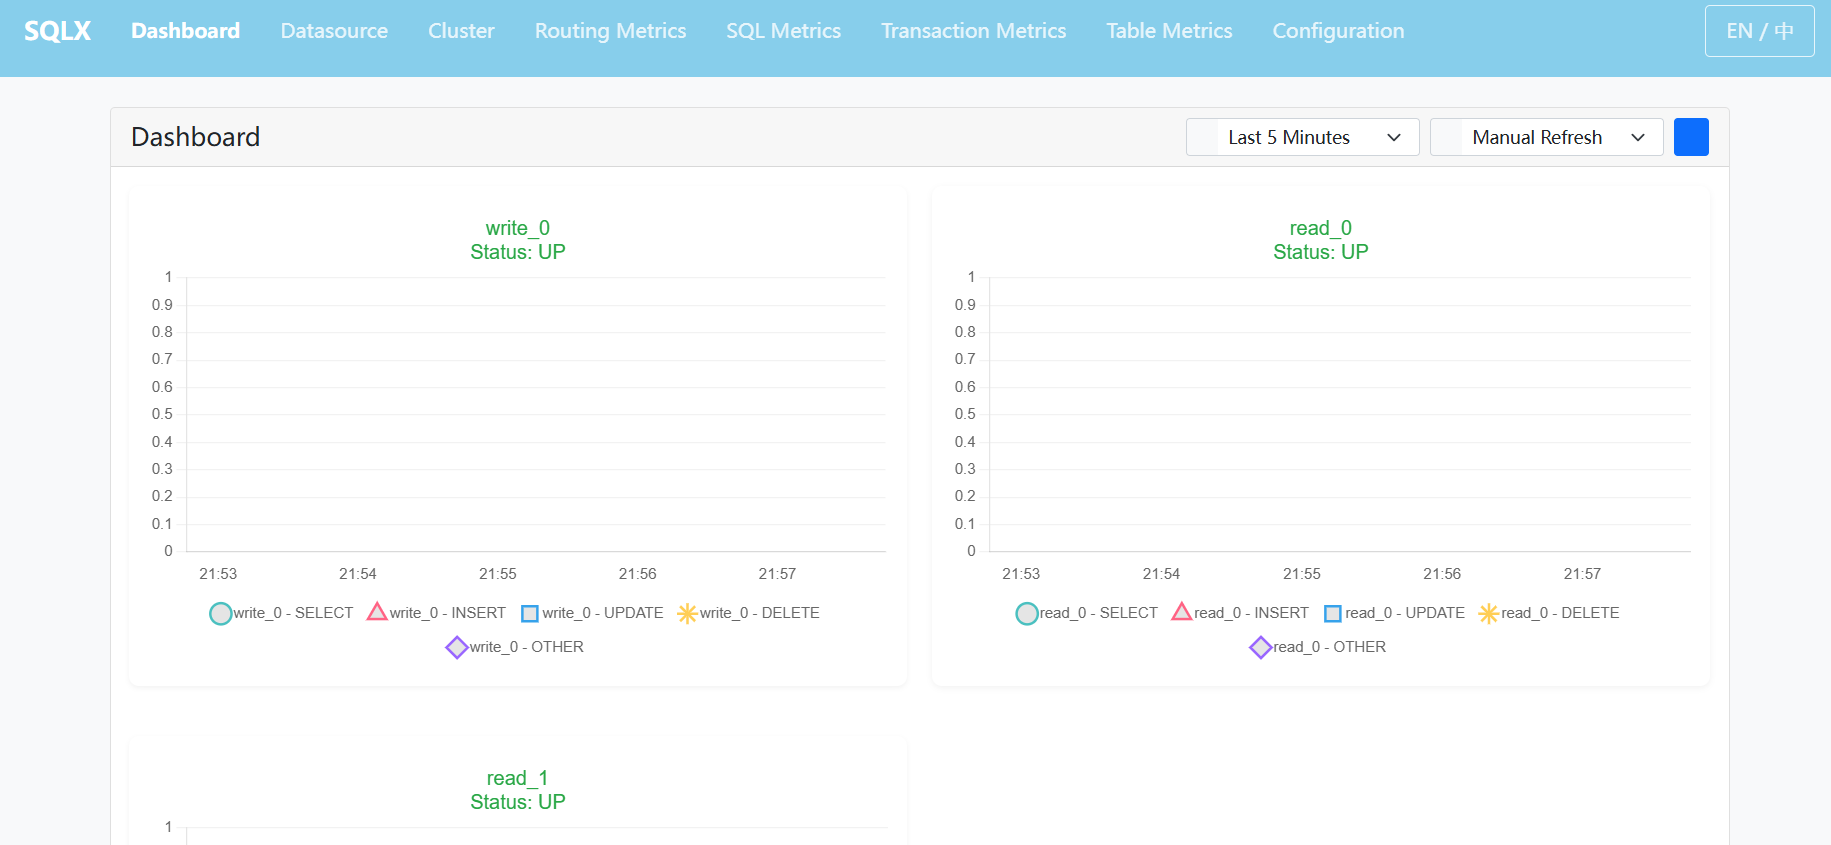 SQLX Dashboard Datasource Cluster Routing Metrics SQL Metrics Transaction Metrics Table Metrics Configuration EN / 中
Dashboard Last 5 Minutes Manual Refresh
write_0
Status: UP
1
0.9
0.8
0.7
0.6
0.5
0.4
0.3
0.2
0.1
0
21:53 21:54 21:55 21:56 21:57
write_0 - SELECT write_0 - INSERT write_0 - UPDATE write_0 - DELETE
write_0 - OTHER
read_0
Status: UP
1
0.9
0.8
0.7
0.6
0.5
0.4
0.3
0.2
0.1
0
21:53 21:54 21:55 21:56 21:57
read_0 - SELECT read_0 - INSERT read_0 - UPDATE read_0 - DELETE
read_0 - OTHER
read_1
Status: UP
1